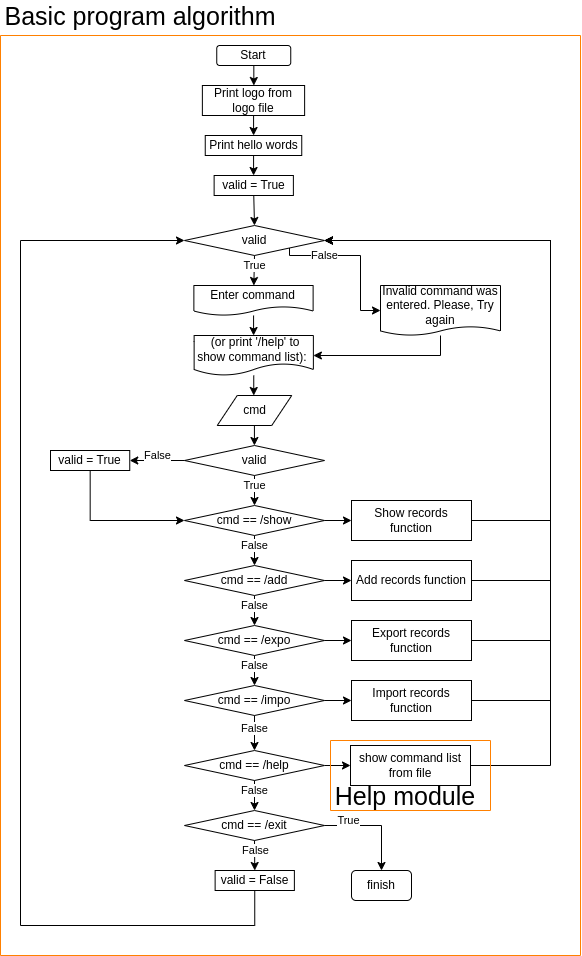 Basic program algorithm
Start
Print logo from
logo file
Print hello words
valid = True
valid
False
True
Enter command
Invalid command was
entered. Please, Try
again
(or print '/help' to
show command list):
cmd
valid
False
valid = True
True
cmd == /show
Show records
function
False
cmd == /add
Add records function
False
cmd == /expo
Export records
function
False
cmd == /impo
Import records
function
False
cmd == /help
show command list
from file
Help module
False
cmd == /exit
True
False
valid = False
finish